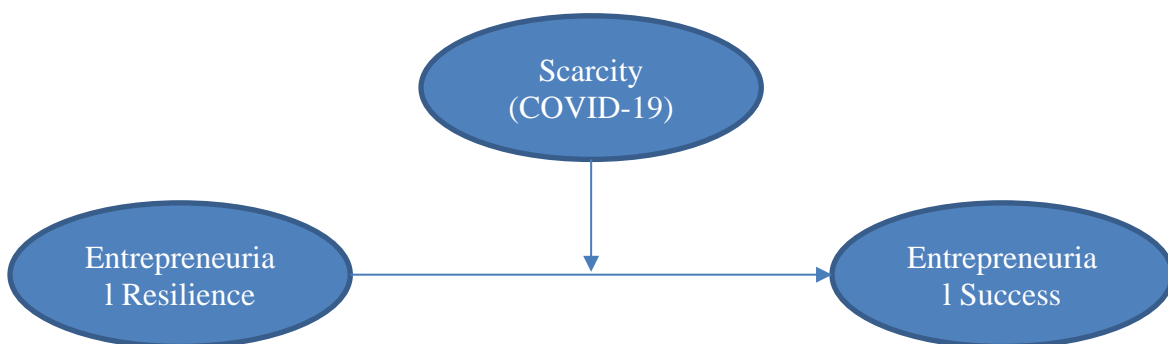 Scarcity
(COVID-19)
Entrepreneuria
l Resilience
Entrepreneuria
l Success